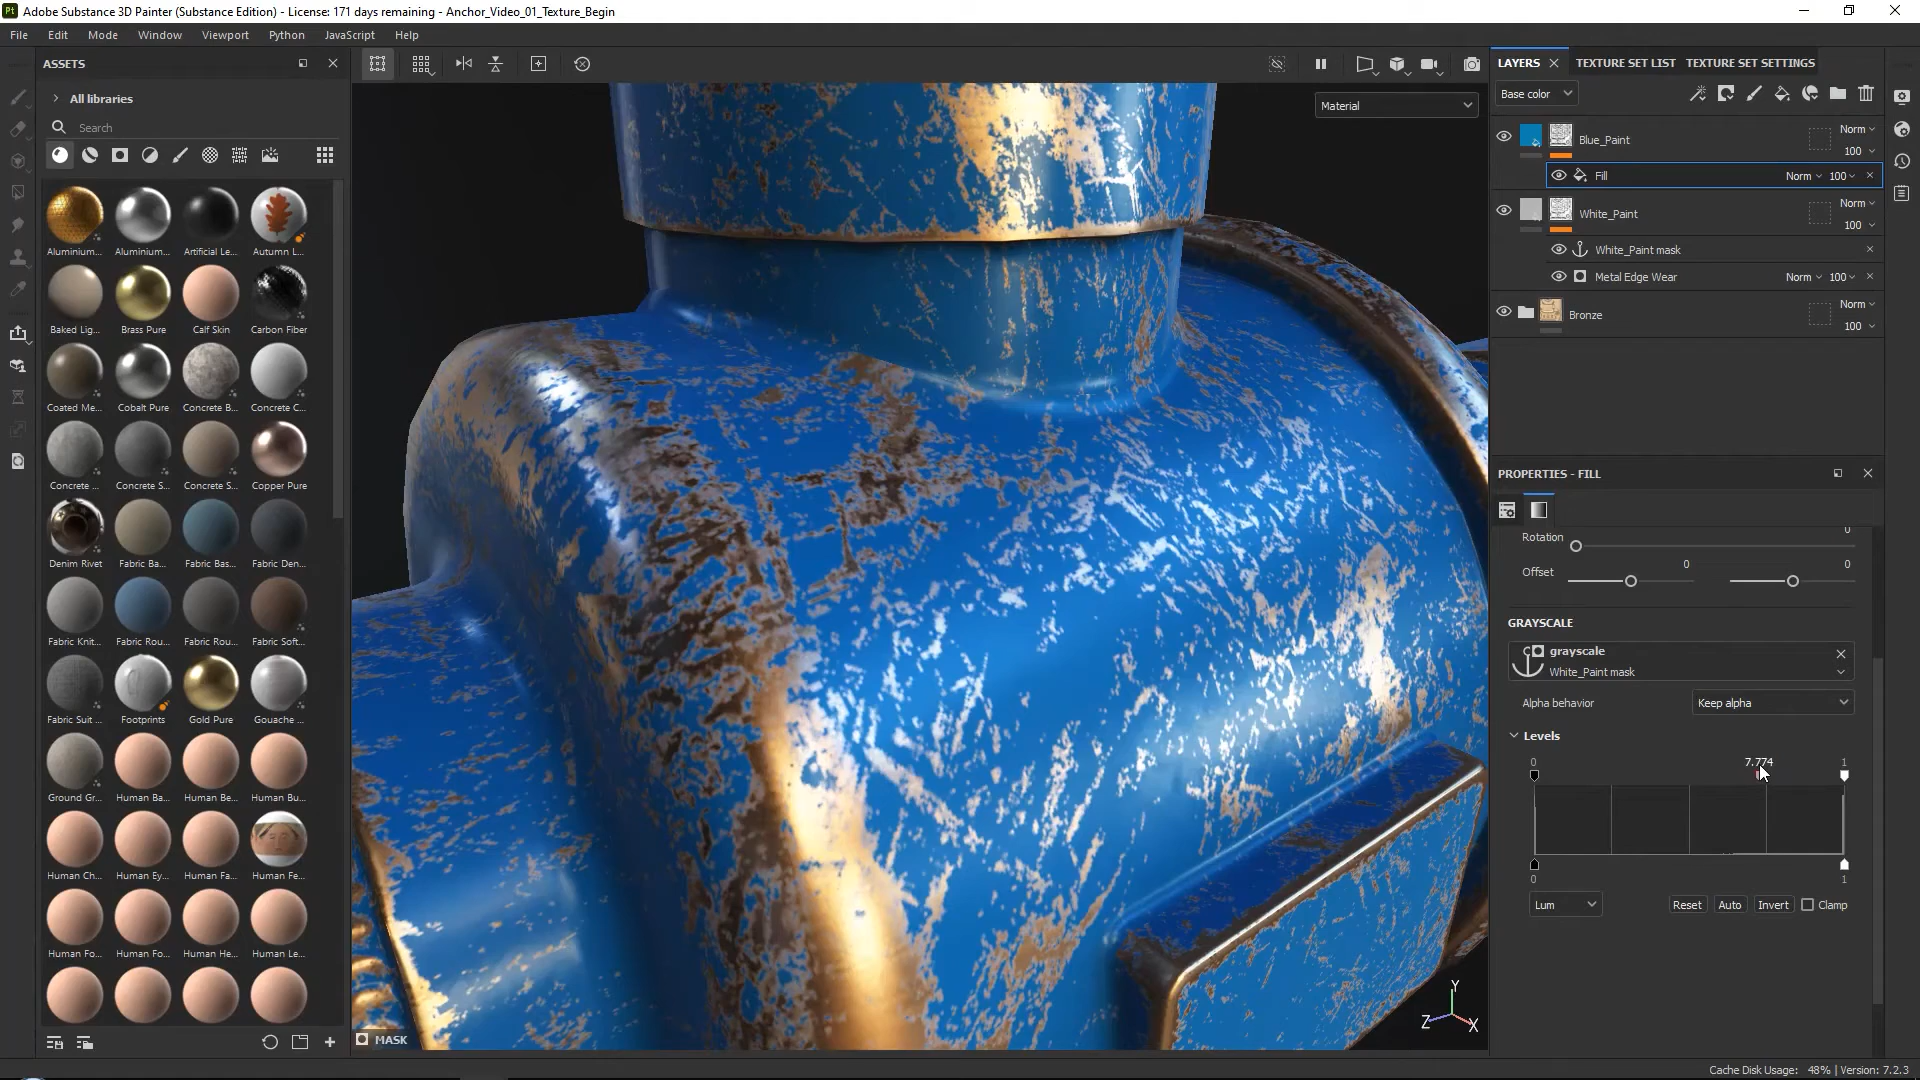 Pt Adobe Substance 3D Painter (Substance Edition) - License: 171 days remaining - Anchor_Video_01_Texture_Begin
File Edit Mode Window Viewport Python JavaScript Help
ASSETS
All libraries
Search
Aluminium... Aluminium... Artificial Le... Autumn L...
Baked Lig... Brass Pure Calf Skin Carbon Fiber
Coated Me... Cobalt Pure Concrete B... Concrete C...
Concrete ... Concrete S... Concrete S... Copper Pure
Denim Rivet Fabric Ba... Fabric Bas... Fabric Den...
Fabric Knit... Fabric Rou... Fabric Rou... Fabric Soft...
Fabric Suit ... Footprints Gold Pure Gouache ...
Ground Gr... Human Ba... Human Be... Human Bu...
Human Ch... Human Ey... Human Fa... Human Fe...
Human Fo... Human Fo... Human He... Human Le...
Material
MASK
Y
Z
X
LAYERS TEXTURE SET LIST TEXTURE SET SETTINGS
Base color
Blue_Paint Norm
100
Fill Norm 100
White_Paint Norm
100
White_Paint mask
Metal Edge Wear Norm 100
Bronze Norm
100
PROPERTIES - FILL
Rotation 0
Offset 0 0
GRAYSCALE
grayscale
White_Paint mask
Alpha behavior Keep alpha
Levels
0 7.774 1
0 1
Lum Reset Auto Invert Clamp
Cache Disk Usage: 48% | Version: 7.2.3